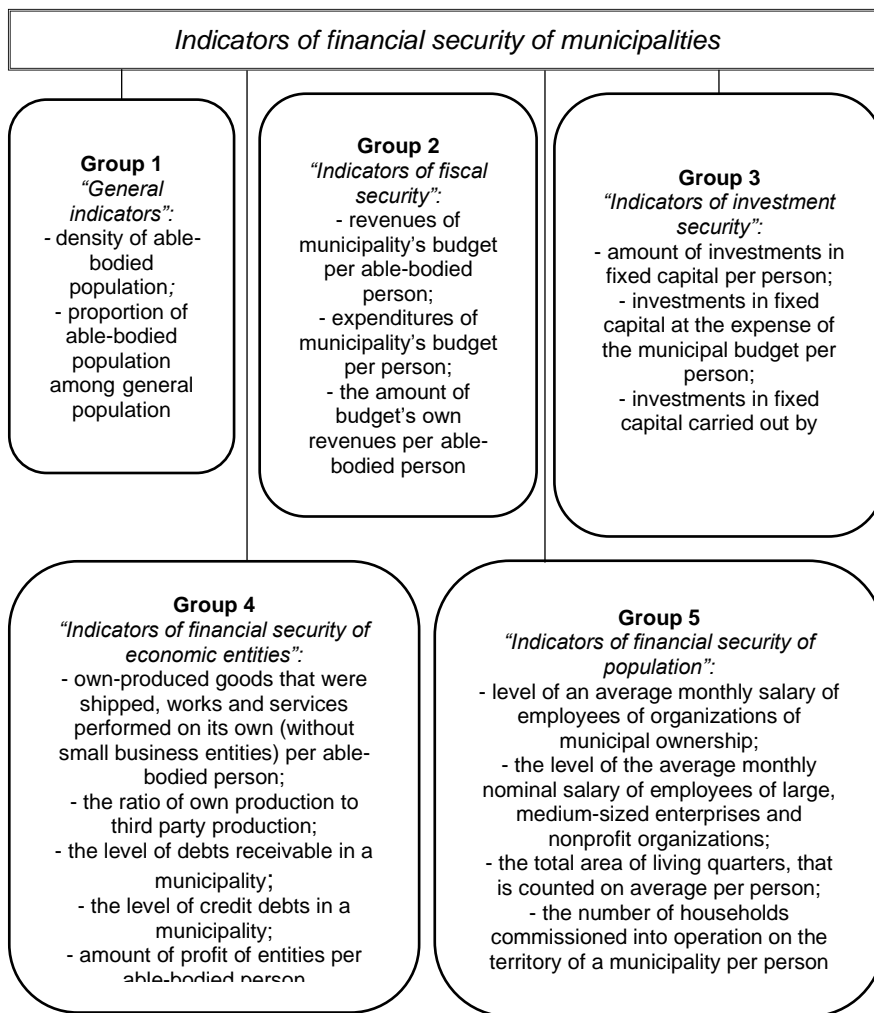 Indicators of financial security of municipalities
Group 1
“General
indicators”:
- density of able-
bodied
population;
- proportion of
able-bodied
population
among general
population
Group 2
“Indicators of fiscal
security”:
- revenues of
municipality’s budget
per able-bodied
person;
- expenditures of
municipality’s budget
per person;
- the amount of
budget’s own
revenues per able-
bodied person
Group 3
“Indicators of investment
security”:
- amount of investments in
fixed capital per person;
- investments in fixed
capital at the expense of
the municipal budget per
person;
- investments in fixed
capital carried out by
Group 4
“Indicators of financial security of
economic entities”:
- own-produced goods that were
shipped, works and services
performed on its own (without
small business entities) per able-
bodied person;
- the ratio of own production to
third party production;
- the level of debts receivable in a
municipality;
- the level of credit debts in a
municipality;
- amount of profit of entities per
able-bodied person
Group 5
“Indicators of financial security of
population”:
- level of an average monthly salary of
employees of organizations of
municipal ownership;
- the level of the average monthly
nominal salary of employees of large,
medium-sized enterprises and
nonprofit organizations;
- the total area of living quarters, that
is counted on average per person;
- the number of households
commissioned into operation on the
territory of a municipality per person